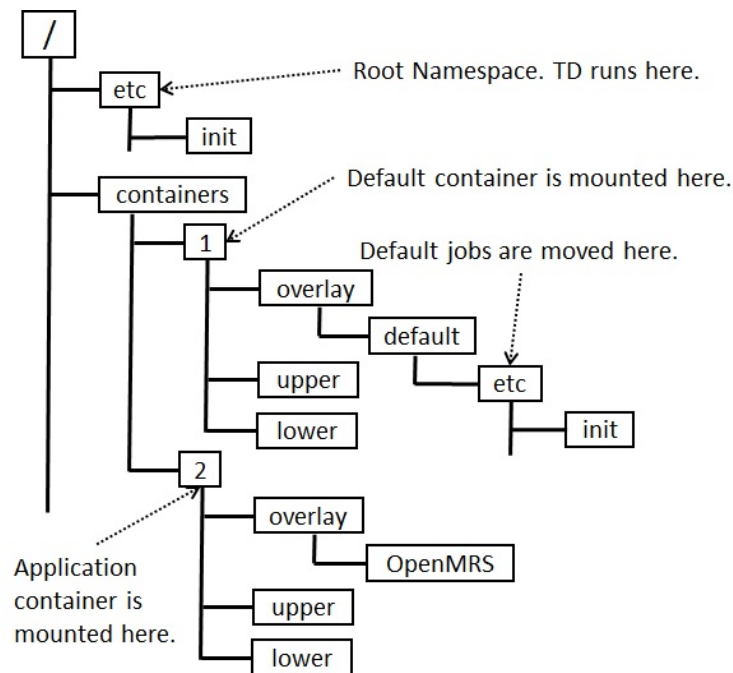 /
etc
Root Namespace. TD runs here.
init
containers
Default container is mounted here.
1
Default jobs are moved here.
overlay
default
upper
etc
lower
init
2
overlay
OpenMRS
Application
container is
mounted here.
upper
lower